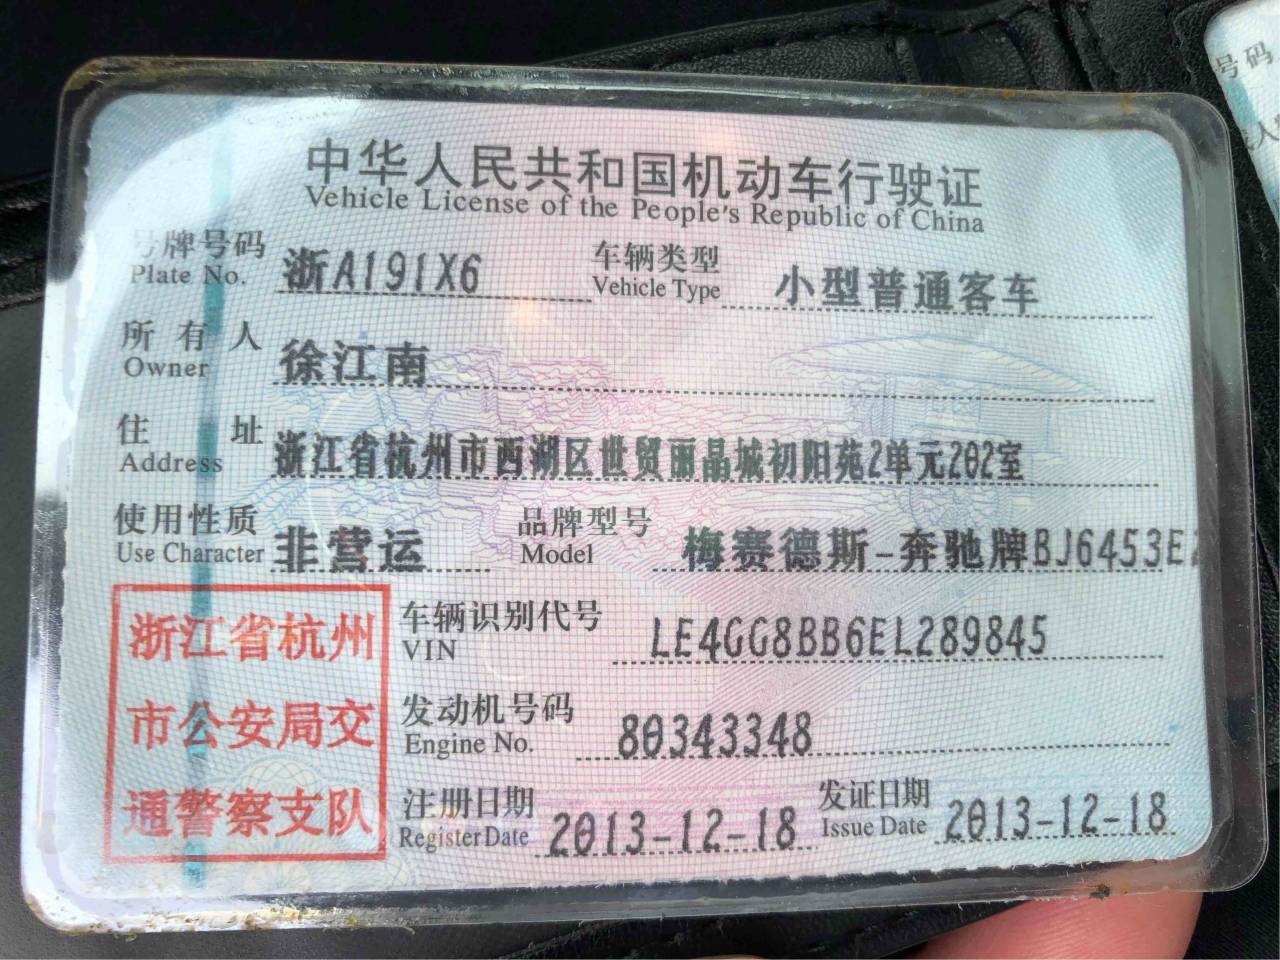 中华人民共和国机动车行驶证
Vehicle License of the People's Republic of China
号牌号码 浙A191X6 车辆类型 小型普通客车
Plate No. Vehicle Type
所有人 徐江南
Owner
住址 浙江省杭州市西湖区世贸丽晶城初阳苑2单元202室
Address
使用性质 非营运 品牌型号 梅赛德斯-奔驰牌BJ6453E
Use Character Model
浙江省杭州
市公安局交
通警察支队
车辆识别代号 LE4GG8BB6EL289845
VIN
发动机号码 80343348
Engine No.
注册日期 2013-12-18 发证日期 2013-12-18
Register Date Issue Date
号码